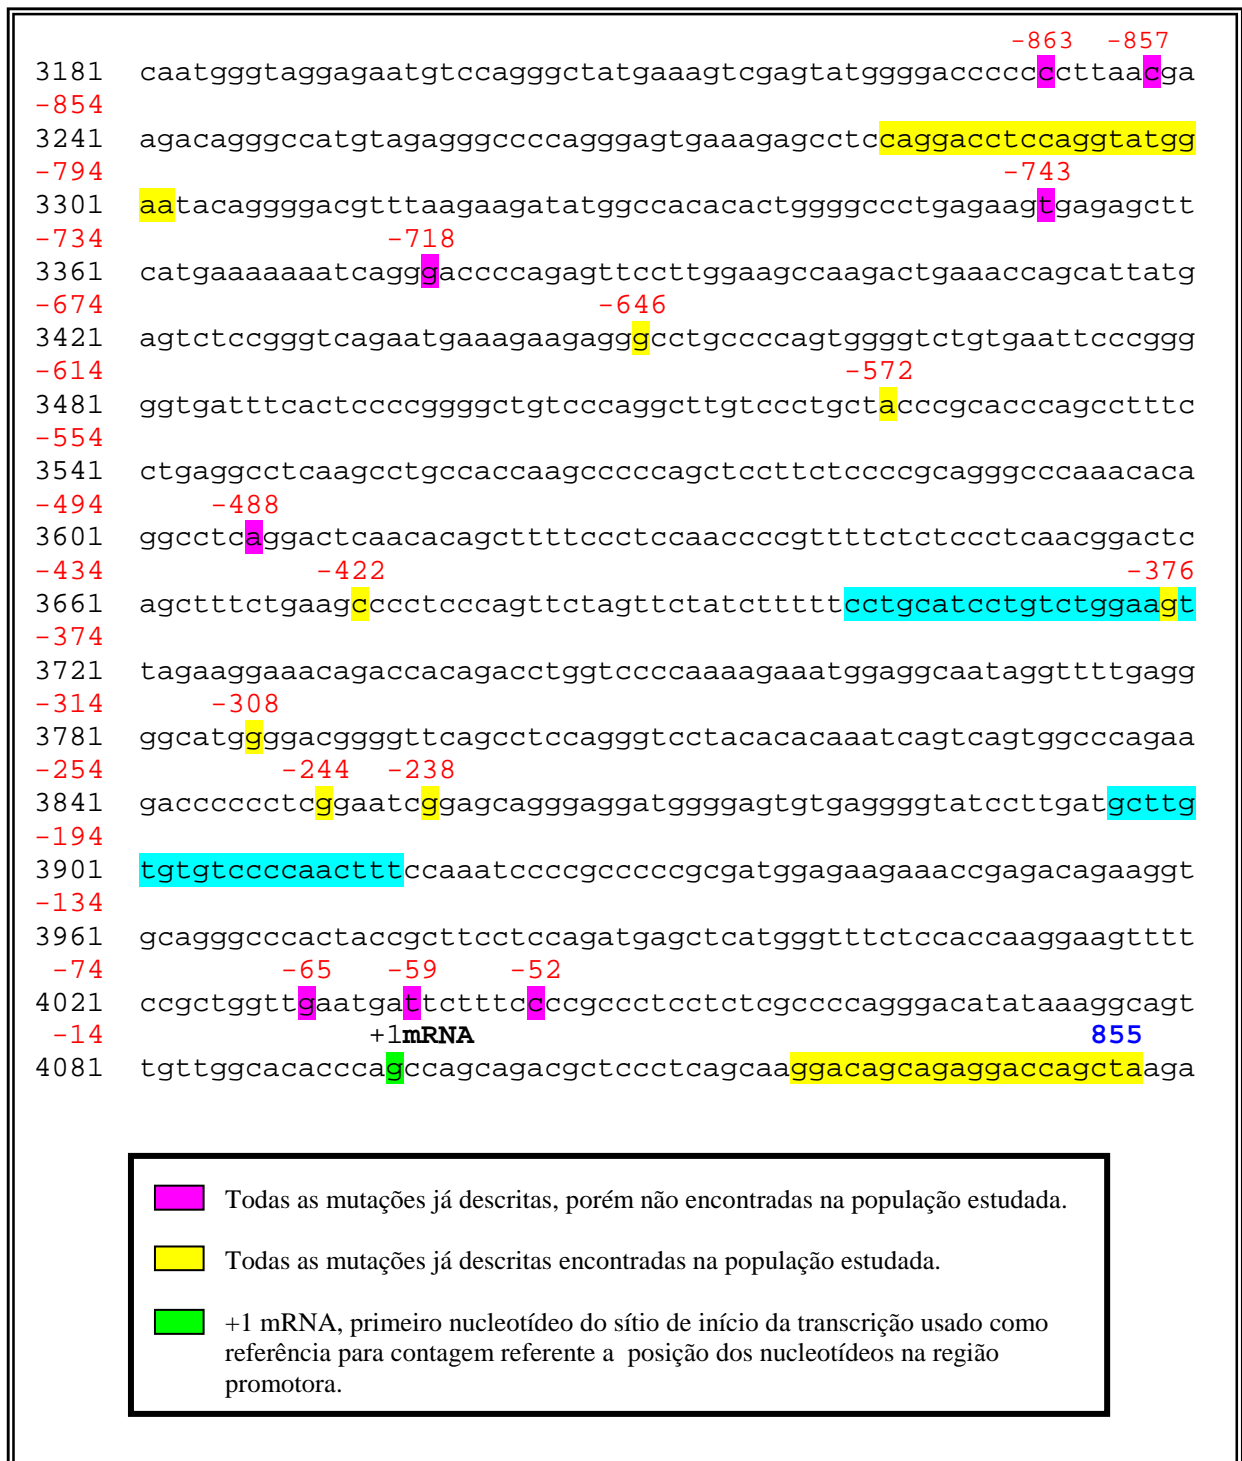 -863 -857
3181 caatgggtaggagaatgtccagggctatgaaagtcgagtatggggacccccccttaacga
-854
3241 agacagggccatgtagagggccccagggagtgaaagagcctccaggacctccaggtatgg
-794 -743
3301 aatacaggggacgtttaagaagatatggccacacactggggccctgagaagtgagagctt
-734 -718
3361 catgaaaaaaatcagggaccccagagttccttggaagccaagactgaaaccagcattatg
-674 -646
3421 agtctccgggtcagaatgaaagaagagggcctgccccagtggggtctgtgaattcccggg
-614 -572
3481 ggtgatttcactccccggggctgtcccaggcttgtccctgctacccgcacccagcctttc
-554
3541 ctgaggcctcaagcctgccaccaagcccccagctccttctccccgcagggcccaaacaca
-494 -488
3601 ggcctcaggactcaacacagcttttccctccaaccccgttttctctccctcaacggactc
-434 -422 -376
3661 agctttctgaagcccctcccagttctagttctatctttttcctgcatcctgtctggaagt
-374
3721 tagaaggaaacagaccacagacctggtccccaaaagaaatggaggcaataggttttgagg
-314 -308
3781 ggcatggggacggggttcagcctccagggtcctacacacaaatcagtcagtggcccagaa
-254 -244 -238
3841 gacccccctcggaatcggagcagggaggatggggagtgtgaggggtatccttgatgcttg
-194
3901 tgtgtccccaactttccaaatccccgcccccgcgatggagaagaaaccgagacagaaggt
-134
3961 gcagggcccactaccgcttcctccagatgagctcatgggtttctccaccaaggaagtttt
-74 -65 -59 -52
4021 ccgctggttgaatgattctttccccgccctcctctcgccccagggacatataaaggcagt
-14 +1mRNA 855
4081 tgttggcacacccagccagcagacgctccctcagcaaggacagcagaggaccagctaaga
Todas as mutações já descritas, porém não encontradas na população estudada.
Todas as mutações já descritas encontradas na população estudada.
+1 mRNA, primeiro nucleotídeo do sítio de início da transcrição usado como
referência para contagem referente a posição dos nucleotídeos na região
promotora.